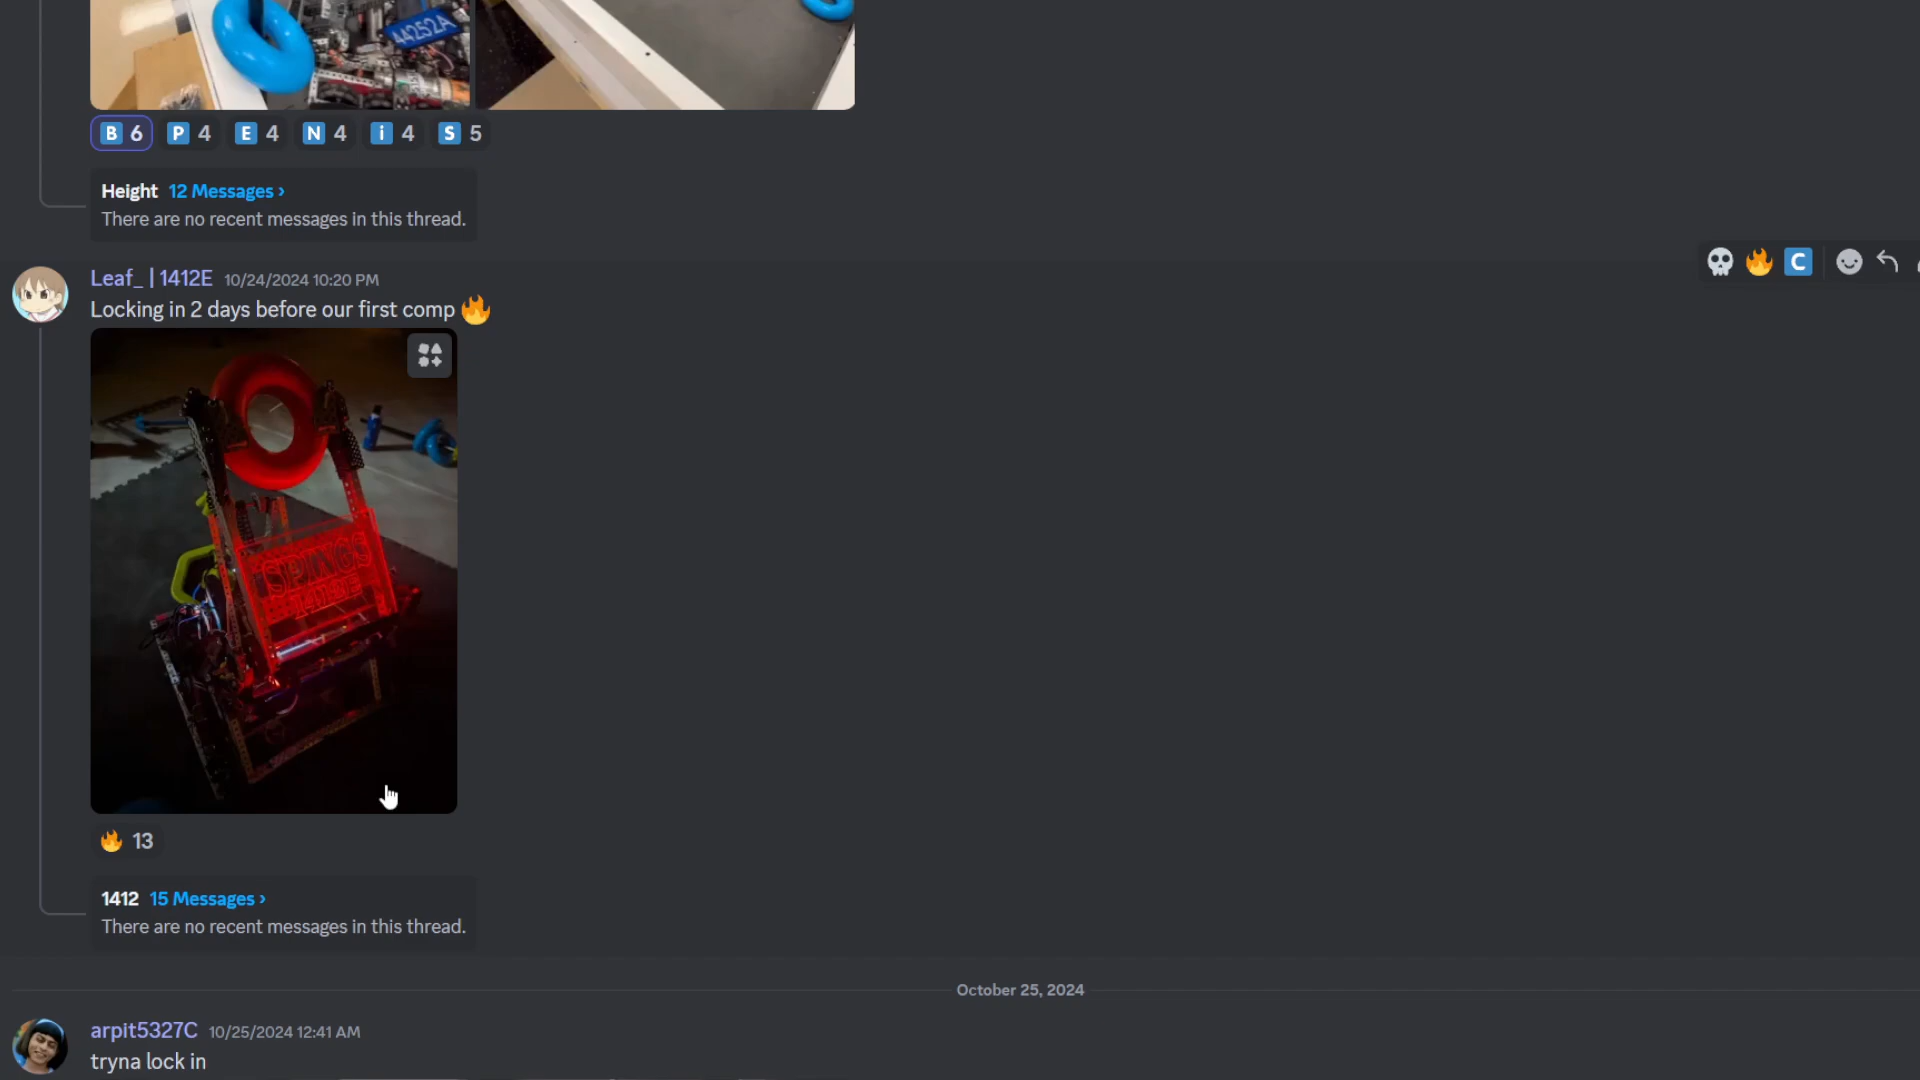 44252A
B 6 P 4 E 4 N 4 i 4 S 5
Height 12 Messages ›
There are no recent messages in this thread.
Leaf_ | 1412E 10/24/2024 10:20 PM
C
Locking in 2 days before our first comp 🔥
1412E
🔥 13
1412 15 Messages ›
There are no recent messages in this thread.
October 25, 2024
arpit5327C 10/25/2024 12:41 AM
tryna lock in